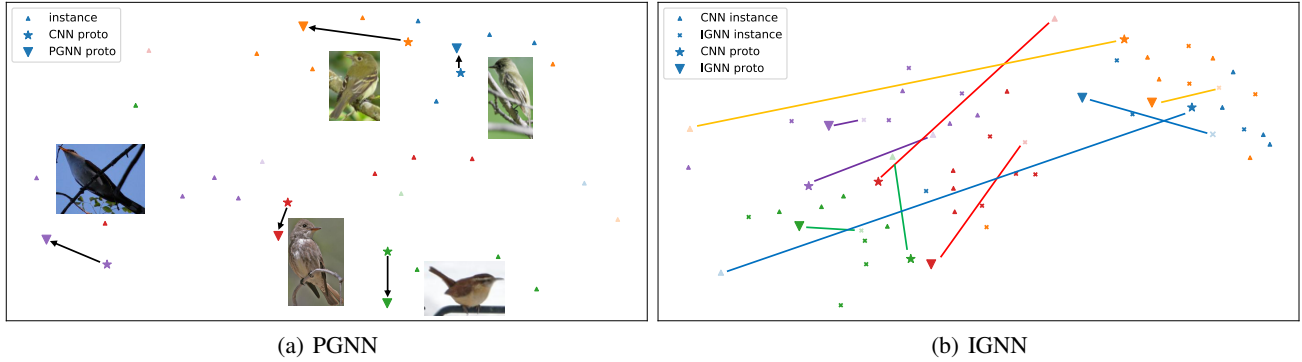 instance
CNN proto
PGNN proto
CNN instance
IGNN instance
CNN proto
IGNN proto
(a) PGNN
(b) IGNN